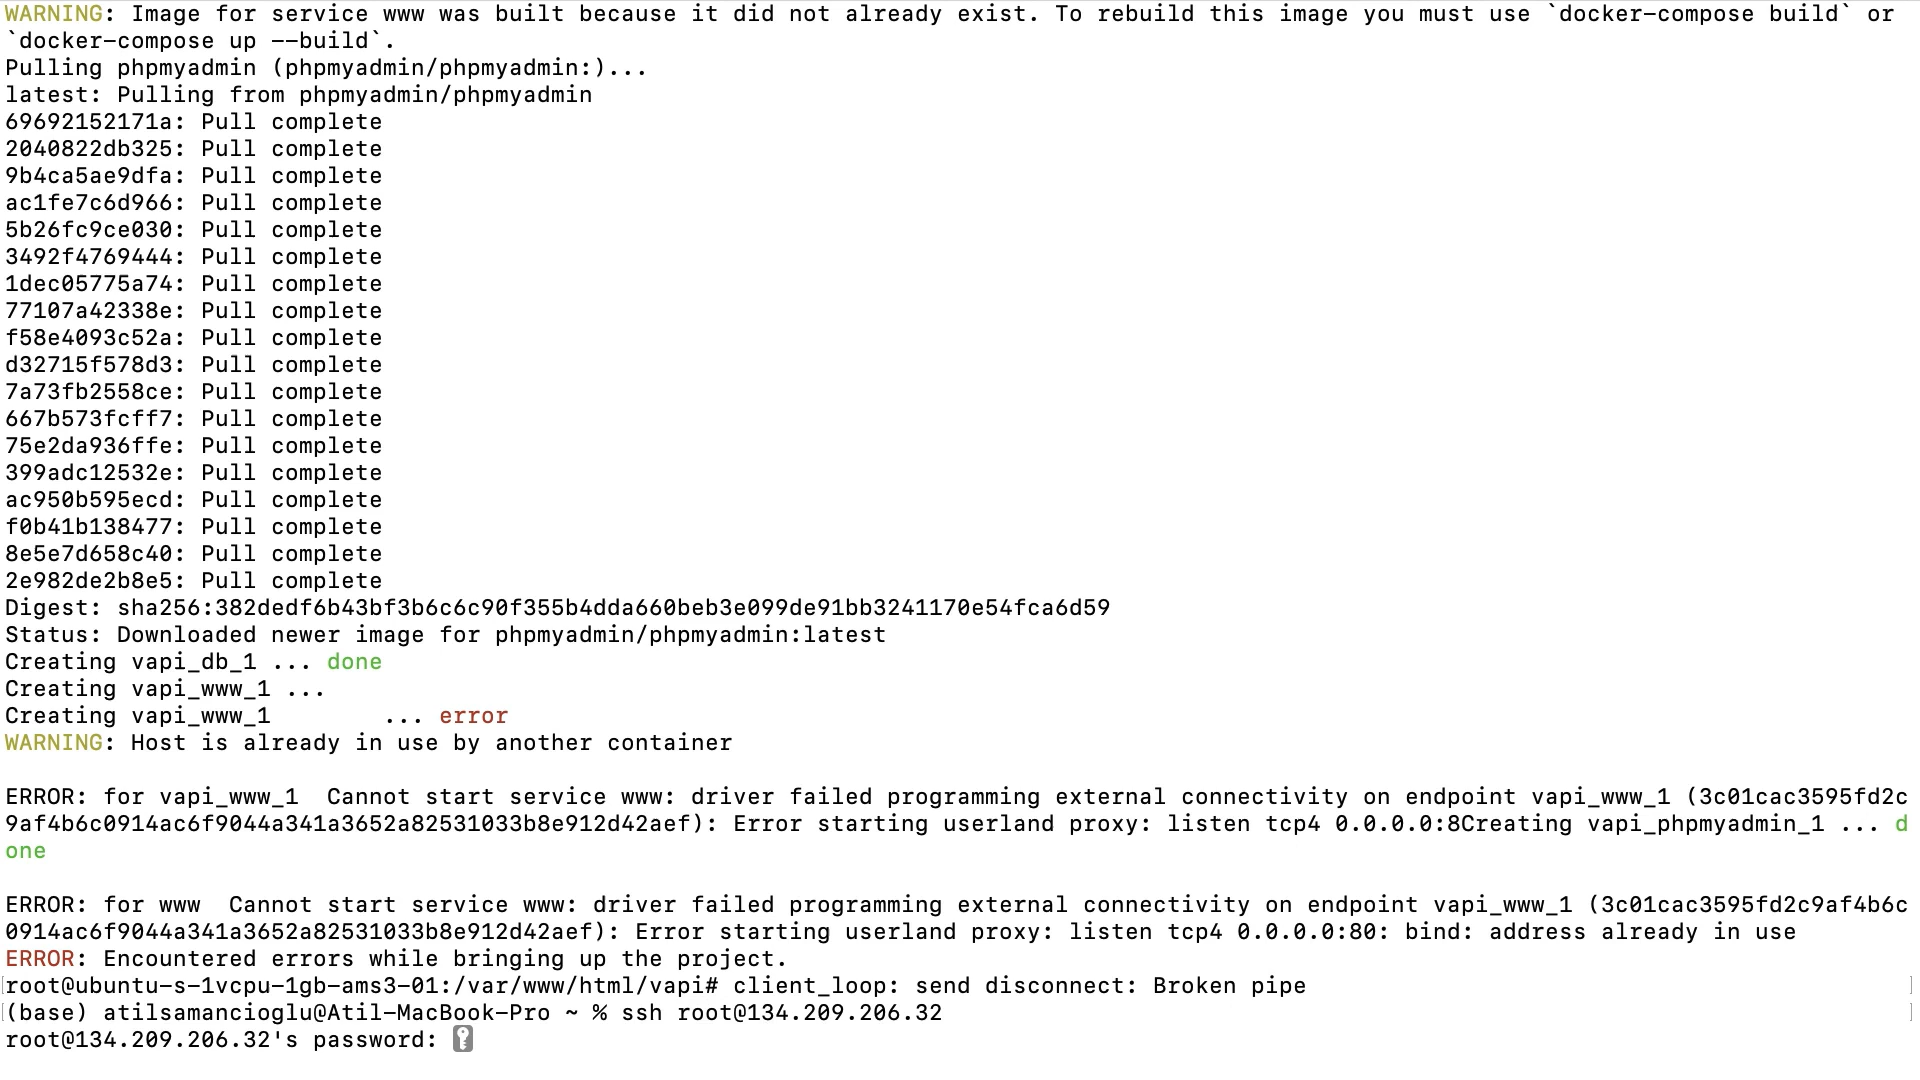 WARNING: Image for service www was built because it did not already exist. To rebuild this image you must use `docker-compose build` or
`docker-compose up --build`.
Pulling phpmyadmin (phpmyadmin/phpmyadmin:)...
latest: Pulling from phpmyadmin/phpmyadmin
69692152171a: Pull complete
2040822db325: Pull complete
9b4ca5ae9dfa: Pull complete
ac1fe7c6d966: Pull complete
5b26fc9ce030: Pull complete
3492f4769444: Pull complete
1dec05775a74: Pull complete
77107a42338e: Pull complete
f58e4093c52a: Pull complete
d32715f578d3: Pull complete
7a73fb2558ce: Pull complete
667b573fcff7: Pull complete
75e2da936ffe: Pull complete
399adc12532e: Pull complete
ac950b595ecd: Pull complete
f0b41b138477: Pull complete
8e5e7d658c40: Pull complete
2e982de2b8e5: Pull complete
Digest: sha256:382dedf6b43bf3b6c6c90f355b4dda660beb3e099de91bb3241170e54fca6d59
Status: Downloaded newer image for phpmyadmin/phpmyadmin:latest
Creating vapi_db_1 ... done
Creating vapi_www_1 ...
Creating vapi_www_1        ... error
WARNING: Host is already in use by another container
ERROR: for vapi_www_1  Cannot start service www: driver failed programming external connectivity on endpoint vapi_www_1 (3c01cac3595fd2c
9af4b6c0914ac6f9044a341a3652a82531033b8e912d42aef): Error starting userland proxy: listen tcp4 0.0.0.0:8Creating vapi_phpmyadmin_1 ... d
one
ERROR: for www  Cannot start service www: driver failed programming external connectivity on endpoint vapi_www_1 (3c01cac3595fd2c9af4b6c
0914ac6f9044a341a3652a82531033b8e912d42aef): Error starting userland proxy: listen tcp4 0.0.0.0:80: bind: address already in use
ERROR: Encountered errors while bringing up the project.
[root@ubuntu-s-1vcpu-1gb-ams3-01:/var/www/html/vapi# client_loop: send disconnect: Broken pipe ]
[(base) atilsamancioglu@Atil-MacBook-Pro ~ % ssh root@134.209.206.32 ]
root@134.209.206.32's password: